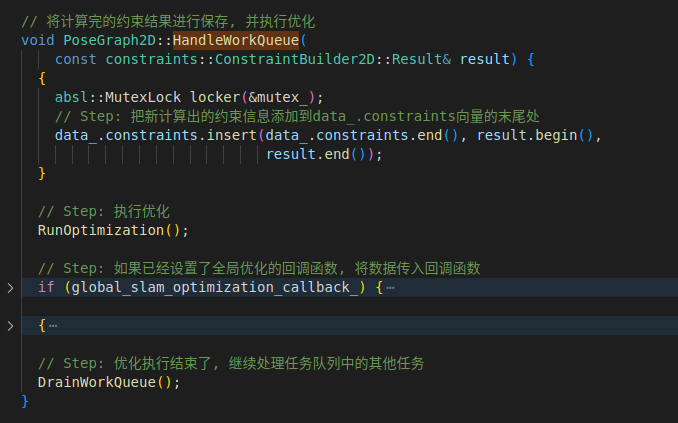 // 将计算完的约束结果进行保存, 并执行优化
void PoseGraph2D::HandleWorkQueue(
    const constraints::ConstraintBuilder2D::Result& result) {
  {
    absl::MutexLock locker(&mutex_);
    // Step: 把新计算出的约束信息添加到data_.constraints向量的末尾处
    data_.constraints.insert(data_.constraints.end(), result.begin(),
                             result.end());
  }
  // Step: 执行优化
  RunOptimization();
  // Step: 如果已经设置了全局优化的回调函数, 将数据传入回调函数
  if (global_slam_optimization_callback_) {⋯
  {⋯
  // Step: 优化执行结束了, 继续处理任务队列中的其他任务
  DrainWorkQueue();
}